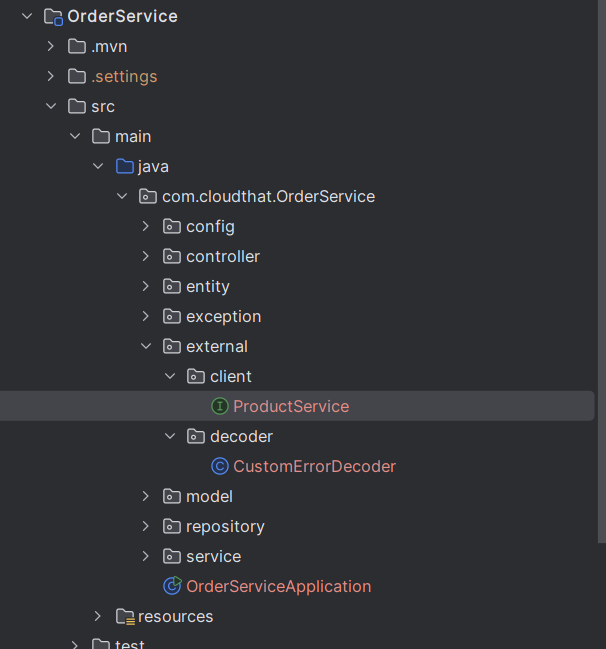 OrderService
.mvn
.settings
src
main
java
com.cloudthat.OrderService
config
controller
entity
exception
external
client
ProductService
decoder
CustomErrorDecoder
model
repository
service
OrderServiceApplication
resources
test